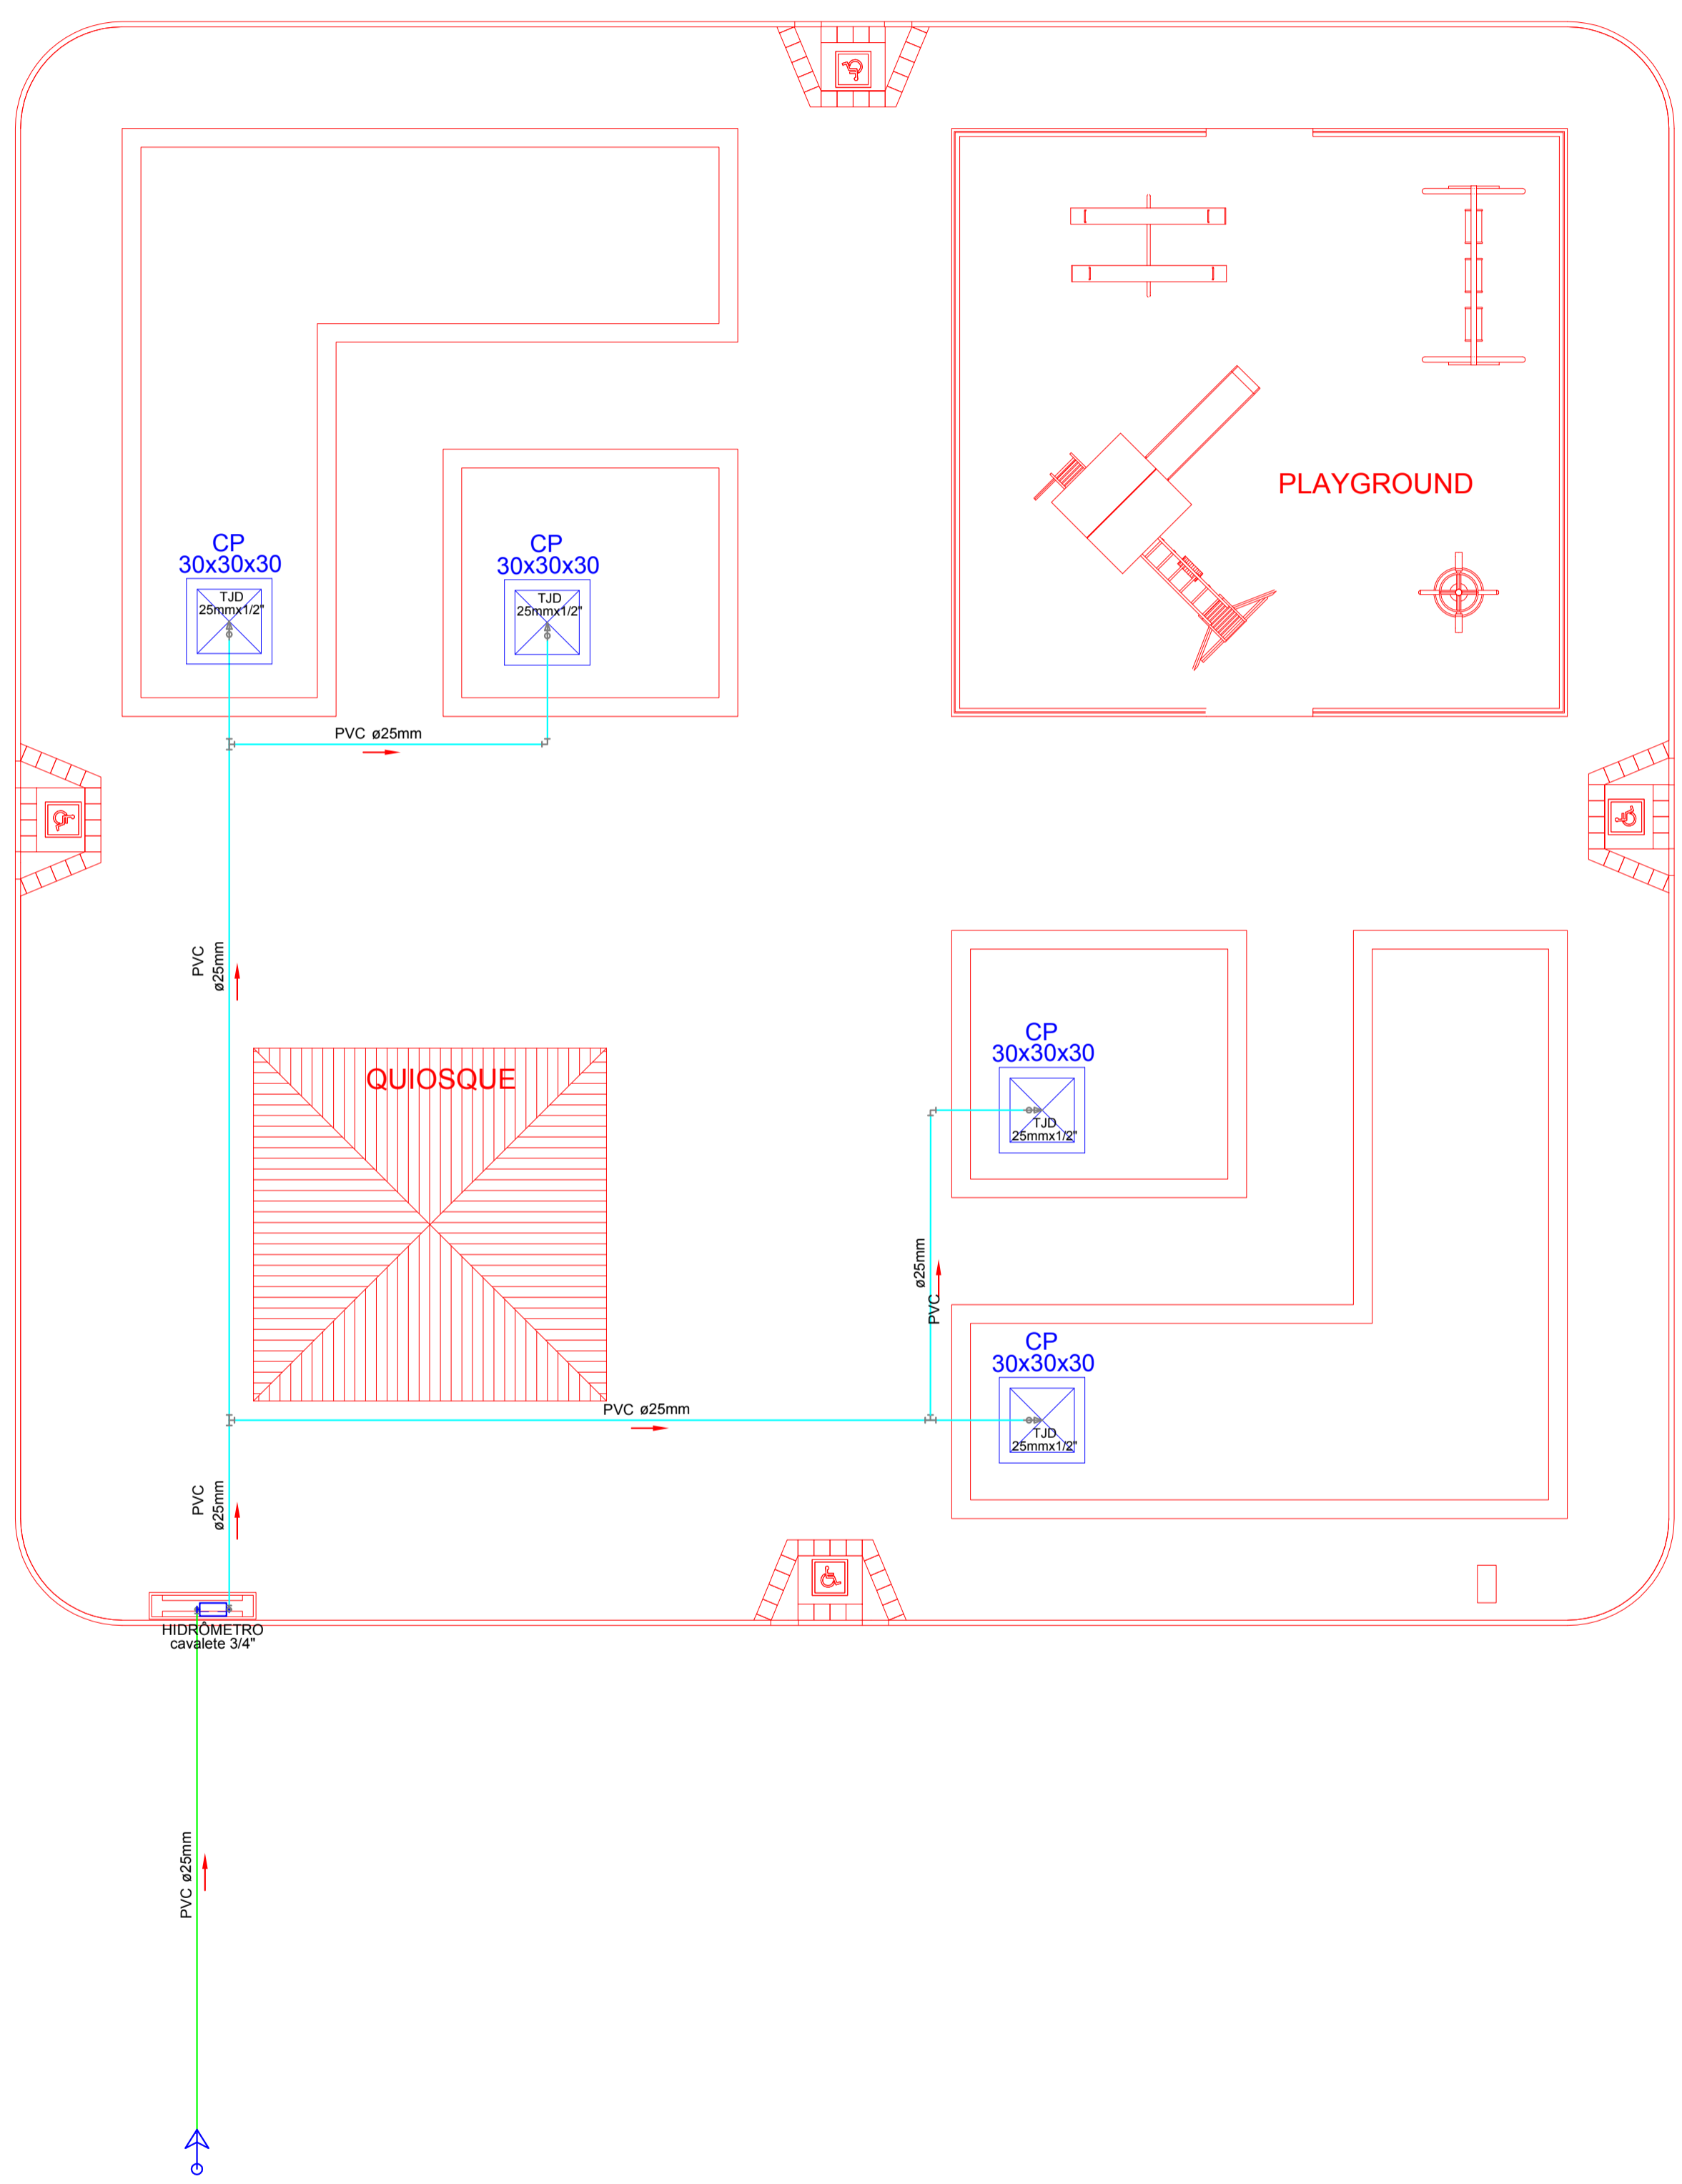 PLAYGROUND
CP
30x30x30
TJD
25mmx1/2"
CP
30x30x30
TJD
25mmx1/2"
PVC ø25mm
PVC
ø25mm
QUIOSQUE
CP
30x30x30
TJD
25mmx1/2"
ø25mm
PVC
CP
30x30x30
TJD
25mmx1/2"
PVC ø25mm
PVC
ø25mm
HIDRÔMETRO
cavalete 3/4"
PVC ø25mm